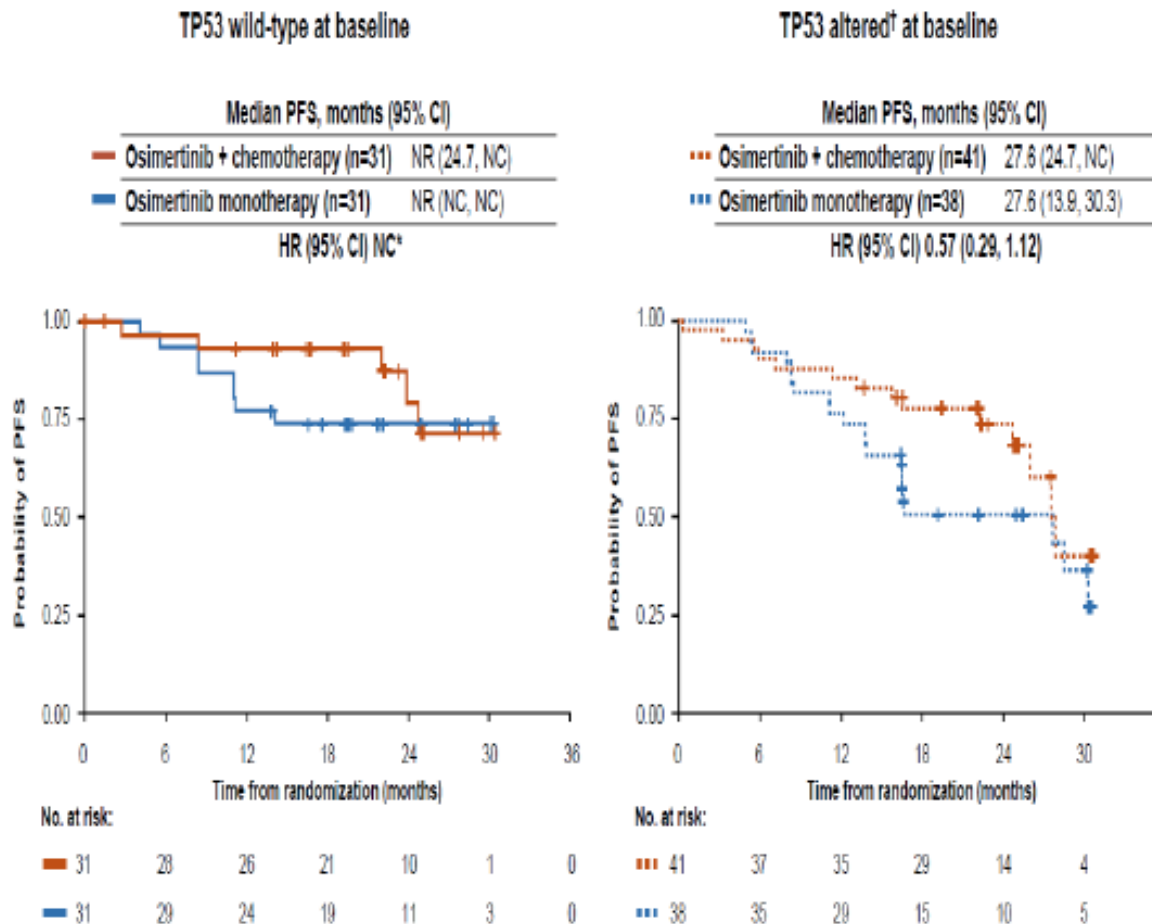 TP53 wild-type at baseline
Median PFS, months (95% CI)
Osimertinib + chemotherapy (n=31) NR (24.7, NC)
Osimertinib monotherapy (n=31) NR (NC, NC)
HR (95% CI) NC*
1.00
0.75
0.50
0.25
0.00
Probability of PFS
0 6 12 18 24 30 36
Time from randomization (months)
No. at risk:
31 28 26 21 10 1 0
31 29 24 19 11 3 0
TP53 altered† at baseline
Median PFS, months (95% CI)
Osimertinib + chemotherapy (n=41) 27.6 (24.7, NC)
Osimertinib monotherapy (n=38) 27.6 (13.9, 30.3)
HR (95% CI) 0.57 (0.29, 1.12)
1.00
0.75
0.50
0.25
0.00
Probability of PFS
0 6 12 18 24 30
Time from randomization (months)
No. at risk:
41 37 35 29 14 4
38 35 29 15 10 5